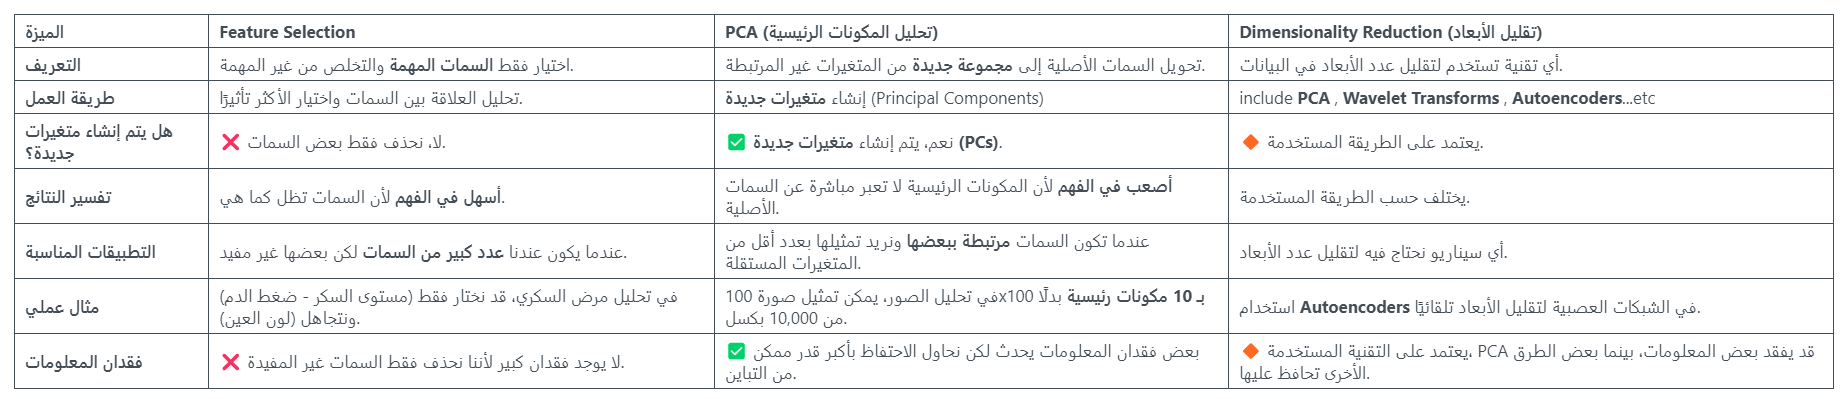 الميزة
Feature Selection
PCA (تحليل المكونات الرئيسية)
Dimensionality Reduction (تقليل الأبعاد)
التعريف
اختيار فقط السمات المهمة والتخلص من غير المهمة.
تحويل السمات الأصلية إلى مجموعة جديدة من المتغيرات غير المرتبطة.
أي تقنية تستخدم لتقليل عدد الأبعاد في البيانات.
طريقة العمل
تحليل العلاقة بين السمات واختيار الأكثر تأثيرًا.
إنشاء متغيرات جديدة (Principal Components)
include PCA , Wavelet Transforms , Autoencoders...etc
هل يتم إنشاء متغيرات
جديدة؟
❌ لا، نحذف فقط بعض السمات.
✅ نعم، يتم إنشاء متغيرات جديدة (PCs).
🔸 يعتمد على الطريقة المستخدمة.
تفسير النتائج
أسهل في الفهم لأن السمات تظل كما هي.
أصعب في الفهم لأن المكونات الرئيسية لا تعبر مباشرة عن السمات
الأصلية.
يختلف حسب الطريقة المستخدمة.
التطبيقات المناسبة
عندما يكون عندنا عدد كبير من السمات لكن بعضها غير مفيد.
عندما تكون السمات مرتبطة ببعضها ونريد تمثيلها بعدد أقل من
المتغيرات المستقلة.
أي سيناريو نحتاج فيه لتقليل عدد الأبعاد.
مثال عملي
في تحليل مرض السكري، قد نختار فقط (مستوى السكر - ضغط الدم)
ونتجاهل (لون العين).
في تحليل الصور، يمكن تمثيل صورة 100x100 بـ 10 مكونات رئيسية بدلًا
من 10,000 بكسل.
استخدام Autoencoders في الشبكات العصبية لتقليل الأبعاد تلقائيًا.
فقدان المعلومات
❌ لا يوجد فقدان كبير لأننا نحذف فقط السمات غير المفيدة.
✅ بعض فقدان المعلومات يحدث لكن نحاول الاحتفاظ بأكبر قدر ممكن
من التباين.
🔸 يعتمد على التقنية المستخدمة، PCA قد يفقد بعض المعلومات، بينما بعض الطرق
الأخرى تحافظ عليها.